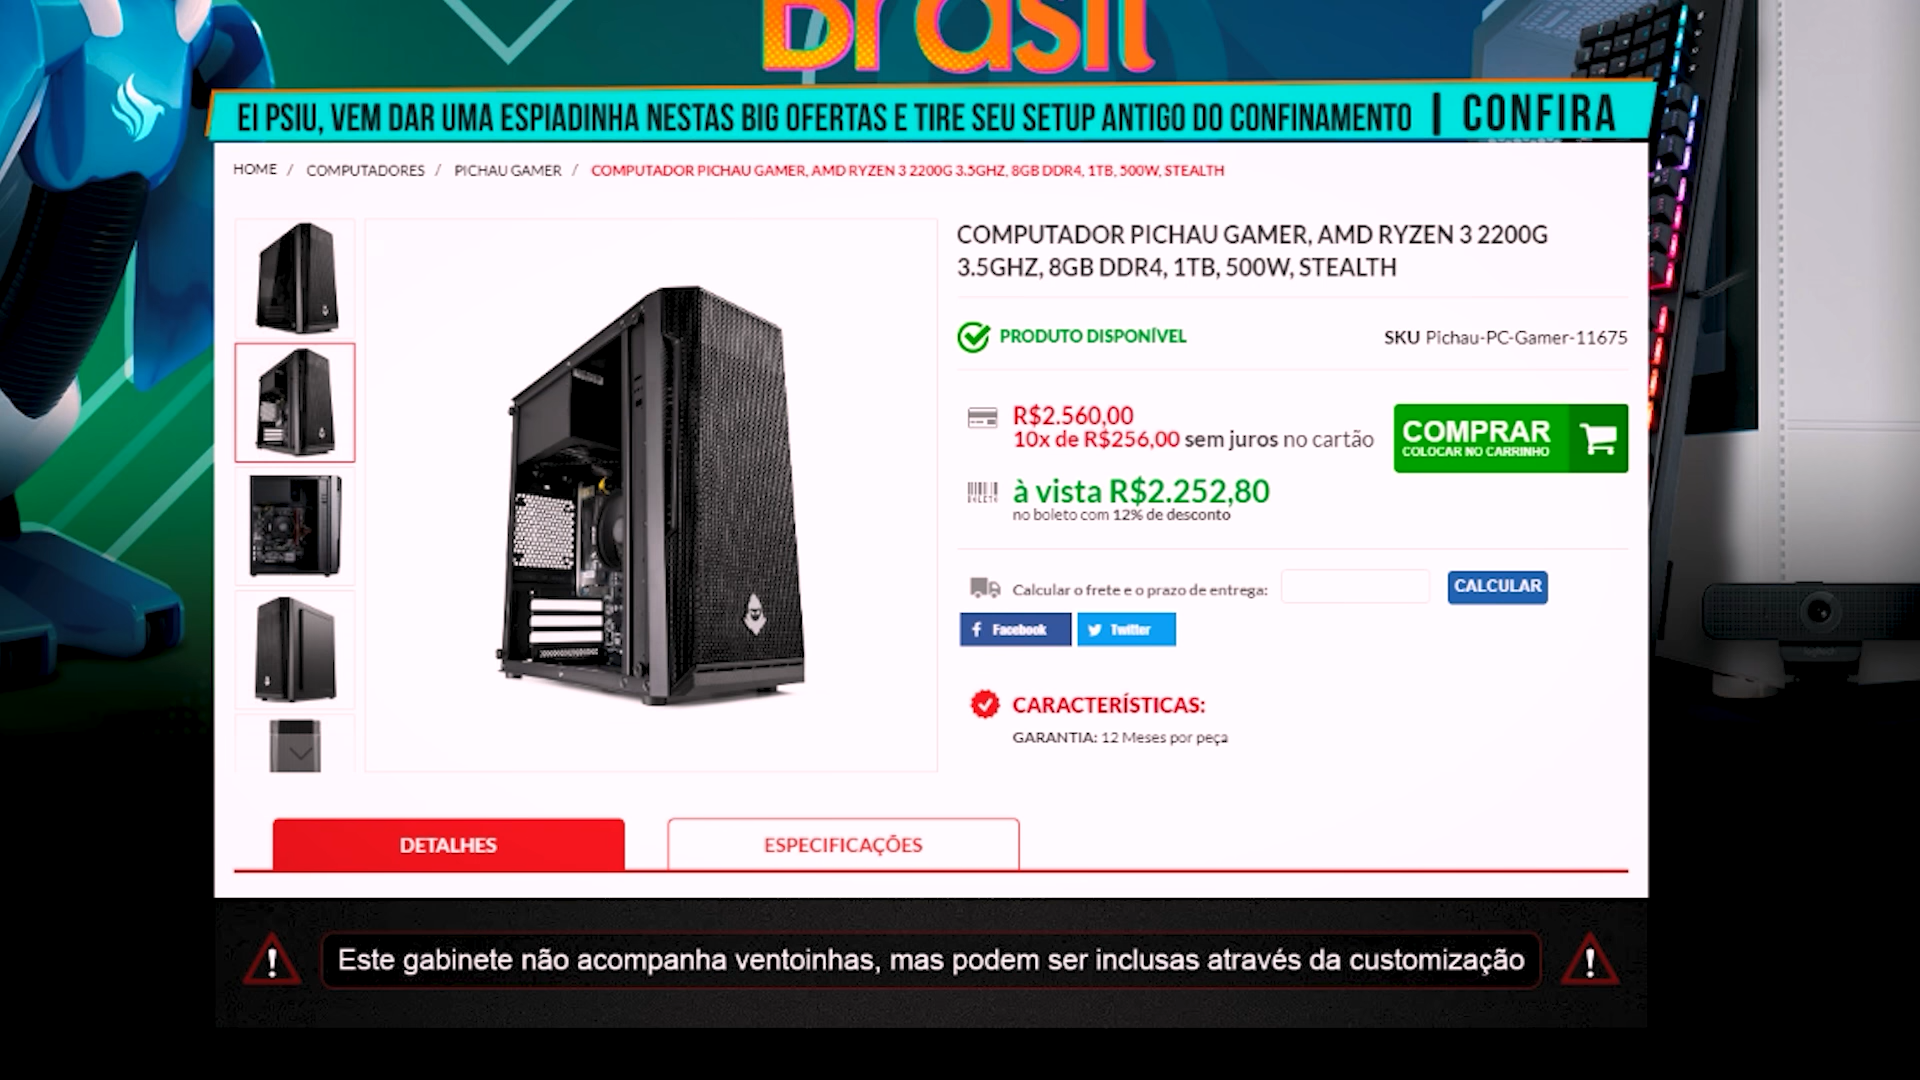 Brasil
EI PSIU, VEM DAR UMA ESPIADINHA NESTAS BIG OFERTAS E TIRE SEU SETUP ANTIGO DO CONFINAMENTO | CONFIRA
HOME / COMPUTADORES / PICHAU GAMER / COMPUTADOR PICHAU GAMER, AMD RYZEN 3 2200G 3.5GHZ, 8GB DDR4, 1TB, 500W, STEALTH
COMPUTADOR PICHAU GAMER, AMD RYZEN 3 2200G
3.5GHZ, 8GB DDR4, 1TB, 500W, STEALTH
PRODUTO DISPONÍVEL
SKU Pichau-PC-Gamer-11675
R$2.560,00
10x de R$256,00 sem juros no cartão
COMPRAR
COLOCAR NO CARRINHO
BOLETO
à vista R$2.252,80
no boleto com 12% de desconto
Calcular o frete e o prazo de entrega:
CALCULAR
Facebook
Twitter
CARACTERÍSTICAS:
GARANTIA: 12 Meses por peça
DETALHES
ESPECIFICAÇÕES
Este gabinete não acompanha ventoinhas, mas podem ser inclusas através da customização
logitech